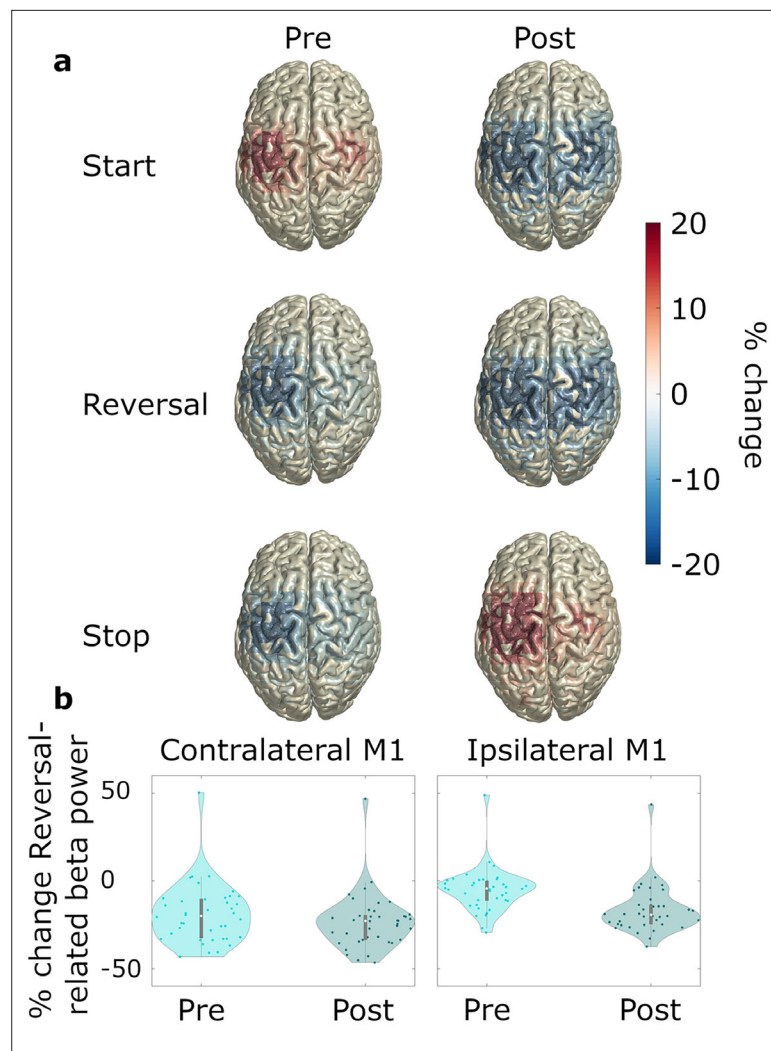 Pre Post
a
Start
Reversal
Stop
20
10
0
-10
-20
% change
b
Contralateral M1 Ipsilateral M1
% change Reversal-
related beta power
50
0
-50
Pre Post Pre Post